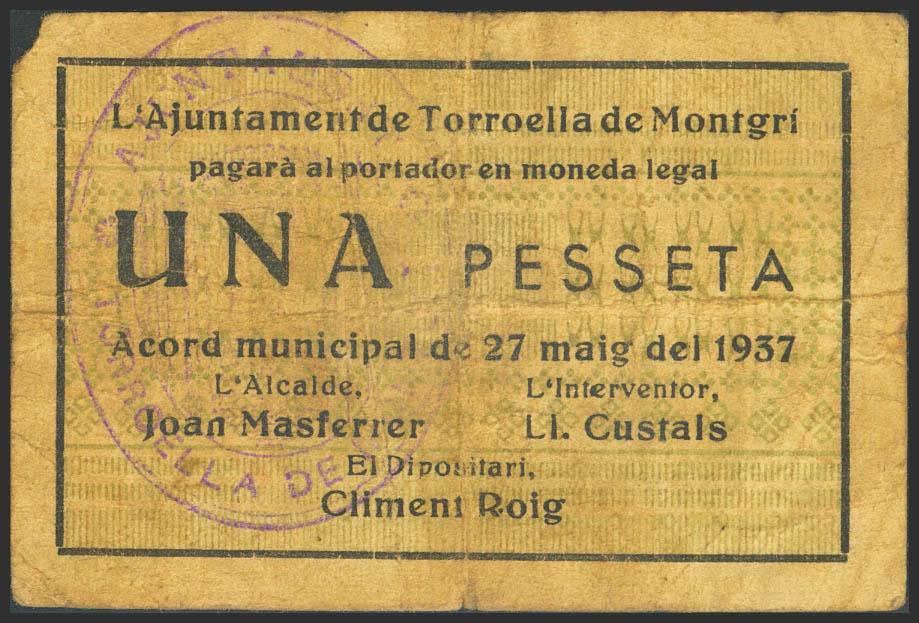 L'Ajuntament de Torroella de Montgrí
pagarà al portador en moneda legal
UNA PESSETA
Acord municipal de 27 maig del 1937
L'Alcalde, L'Interventor,
Joan Masferrer Ll. Custals
El Dipositari,
Climent Roig